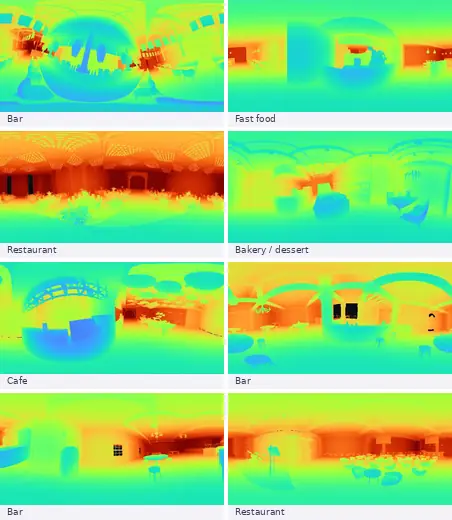 Bar
Fast food
Restaurant
Bakery / dessert
Cafe
Bar
Bar
Restaurant